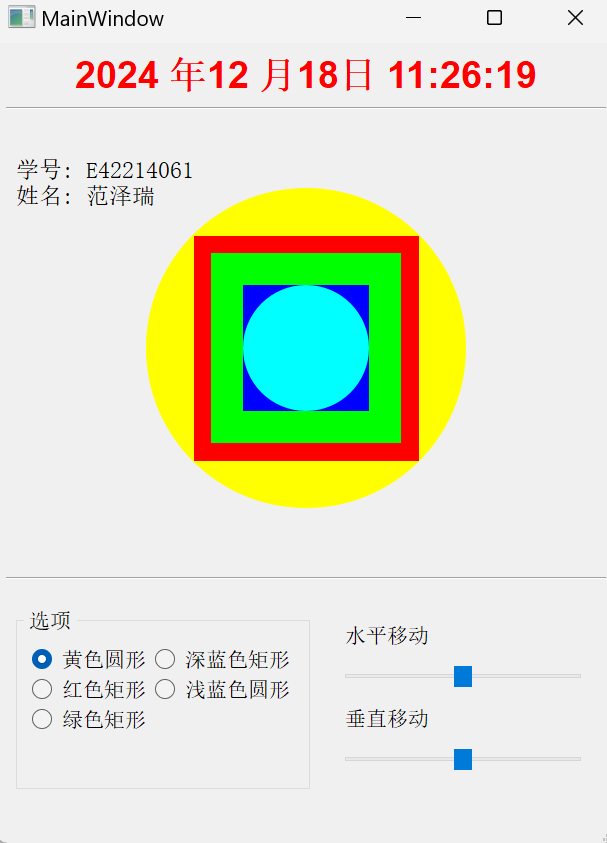 MainWindow
2024 年12 月18日 11:26:19
学号: E42214061
姓名: 范泽瑞
选项
黄色圆形 深蓝色矩形
红色矩形 浅蓝色圆形
绿色矩形
水平移动
垂直移动